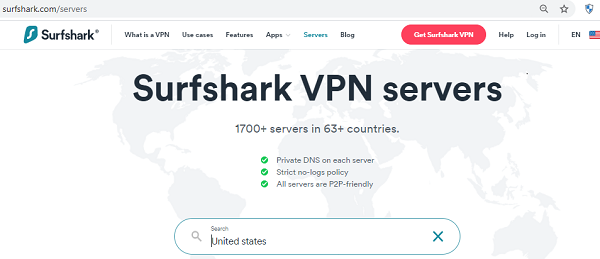 surfshark.com/servers
Surfshark® What is a VPN Use cases Features Apps Servers Blog Get Surfshark VPN Help Log in EN
Surfshark VPN servers
1700+ servers in 63+ countries.
Private DNS on each server
Strict no-logs policy
All servers are P2P-friendly
Search
United states